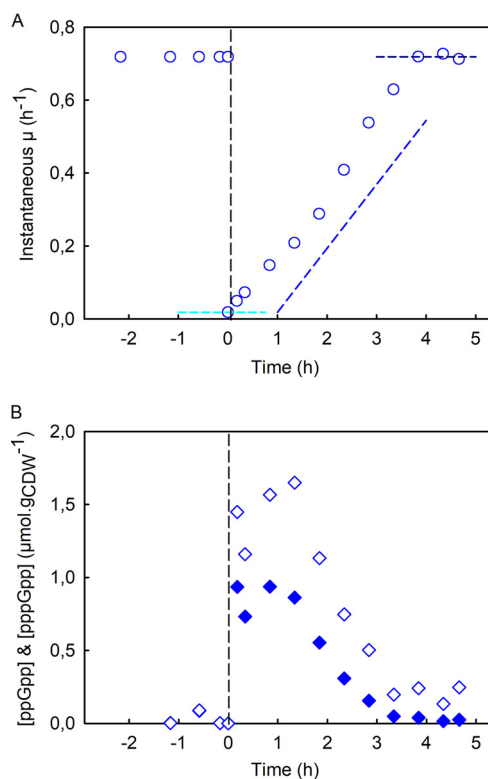 A
0,8
0,6
0,4
0,2
0,0
Instantaneous µ (h⁻¹)
-2 -1 0 1 2 3 4 5
Time (h)
B
2,0
1,5
1,0
0,5
0,0
[ppGpp] & [pppGpp] (µmol.gCDW⁻¹)
-2 -1 0 1 2 3 4 5
Time (h)